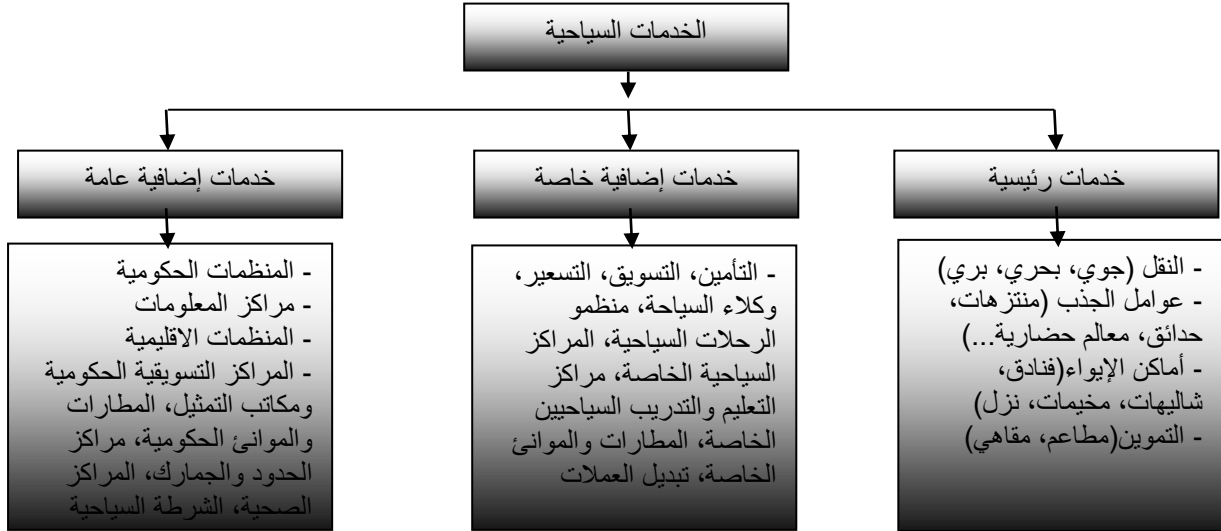 الخدمات السياحية
خدمات رئيسية
خدمات إضافية خاصة
خدمات إضافية عامة
- النقل (جوي، بحري، بري)
- عوامل الجذب (منتزهات،
حدائق، معالم حضارية...)
- أماكن الإيواء(فنادق،
شاليهات، مخيمات، نزل)
- التموين(مطاعم، مقاهي)
- التأمين، التسويق، التسعير،
وكلاء السياحة، منظمو
الرحلات السياحية، المراكز
السياحية الخاصة، مراكز
التعليم والتدريب السياحيين
الخاصة، المطارات والموانئ
الخاصة، تبديل العملات
- المنظمات الحكومية
- مراكز المعلومات
- المنظمات الاقليمية
- المراكز التسويقية الحكومية
ومكاتب التمثيل، المطارات
والموانئ الحكومية، مراكز
الحدود والجمارك، المراكز
الصحية، الشرطة السياحية